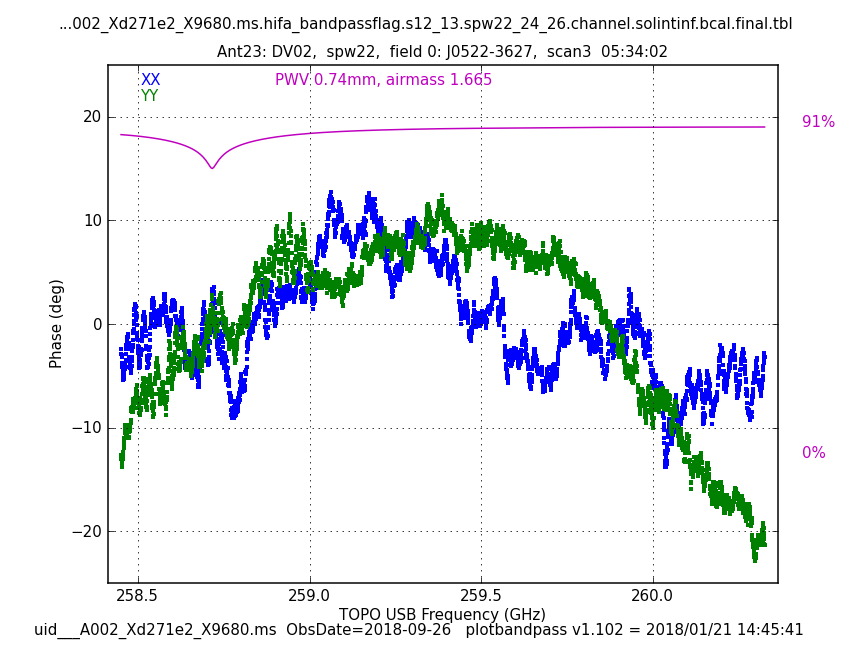 ...002_Xd271e2_X9680.ms.hifa_bandpassflag.s12_13.spw22_24_26.channel.solintinf.bcal.final.tbl
Ant23: DV02,  spw22,  field 0: J0522-3627,  scan3  05:34:02
XX
YY
PWV 0.74mm, airmass 1.665
91%
0%
20
10
0
−10
−20
Phase (deg)
258.5
259.0
259.5
260.0
TOPO USB Frequency (GHz)
uid___A002_Xd271e2_X9680.ms  ObsDate=2018-09-26   plotbandpass v1.102 = 2018/01/21 14:45:41